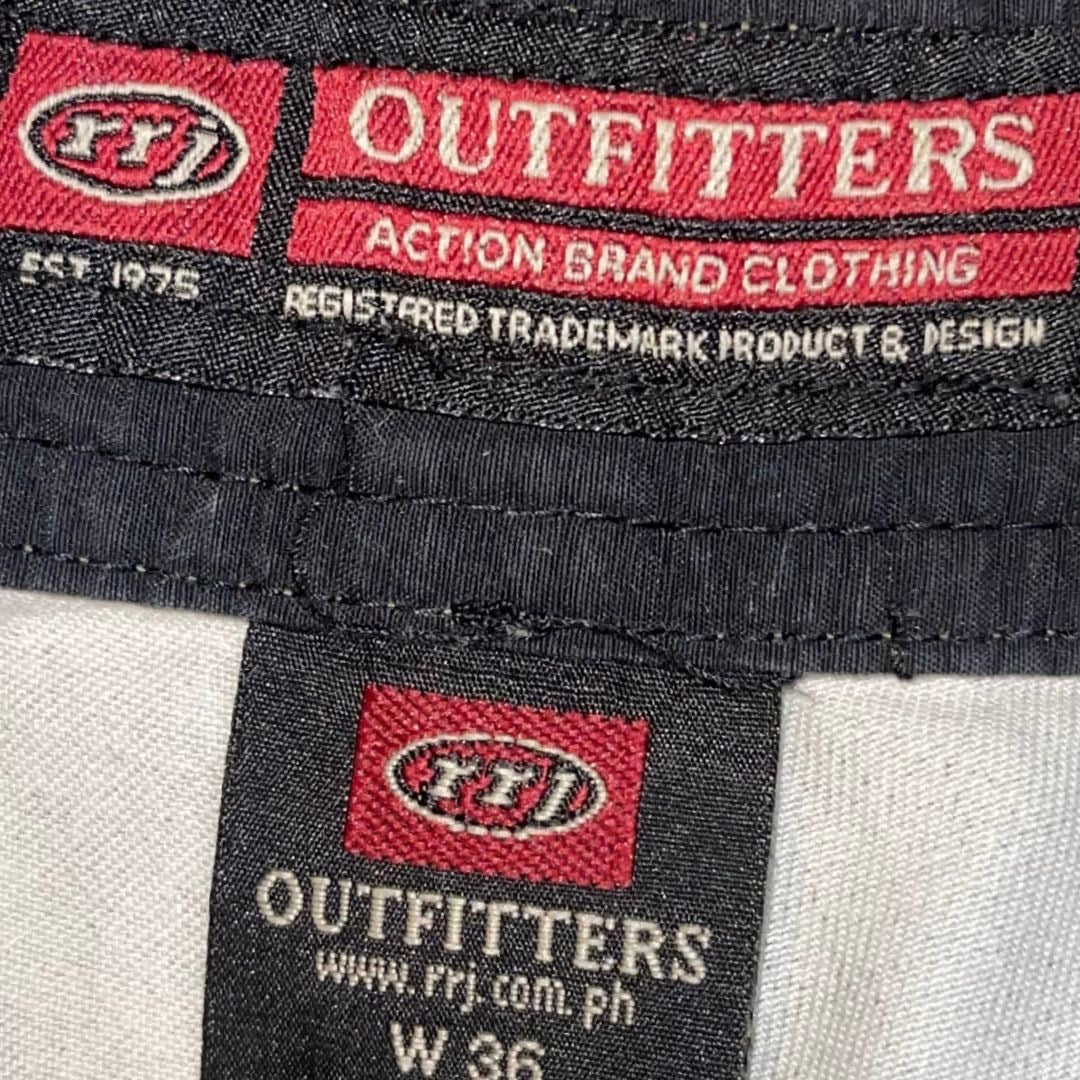 rrj
OUTFITTERS
ACTION BRAND CLOTHING
EST. 1975
REGISTERED TRADEMARK PRODUCT & DESIGN
rrj
OUTFITTERS
www.rrj.com.ph
W 36